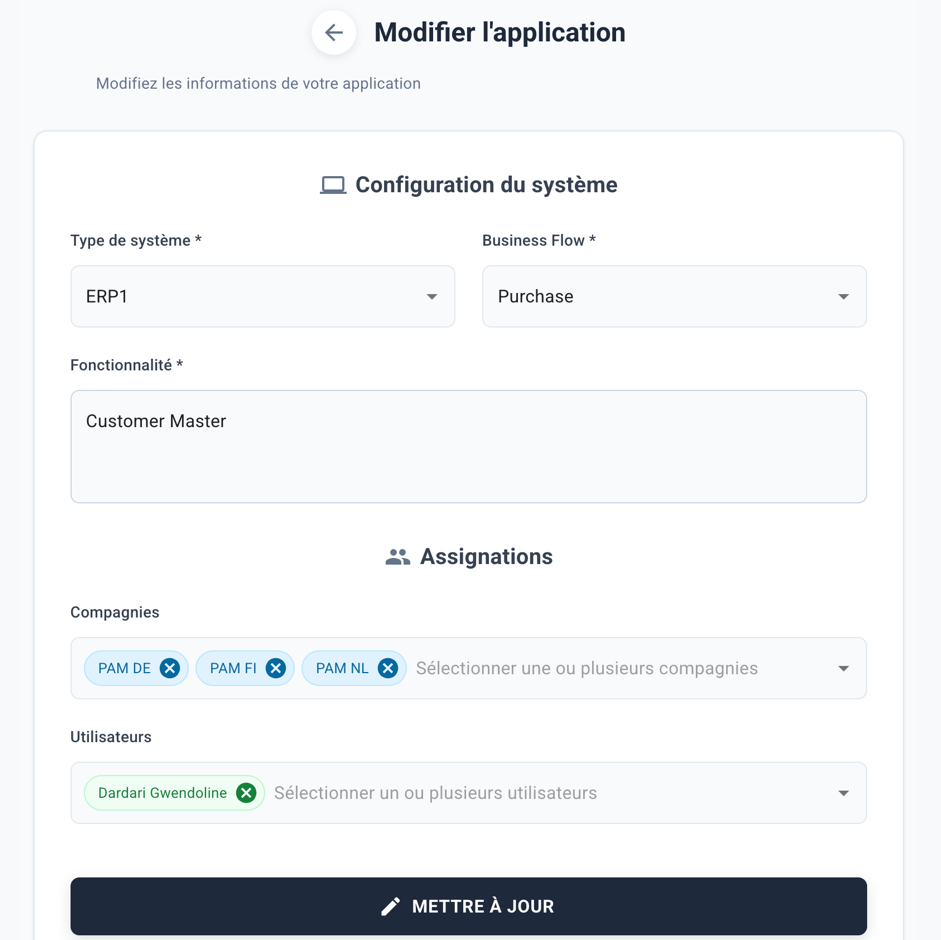 Modifier l'application
Modifiez les informations de votre application
Configuration du système
Type de système * Business Flow *
ERP1 Purchase
Fonctionnalité *
Customer Master
Assignations
Compagnies
PAM DE PAM FI PAM NL Sélectionner une ou plusieurs compagnies
Utilisateurs
Dardari Gwendoline Sélectionner un ou plusieurs utilisateurs
METTRE À JOUR